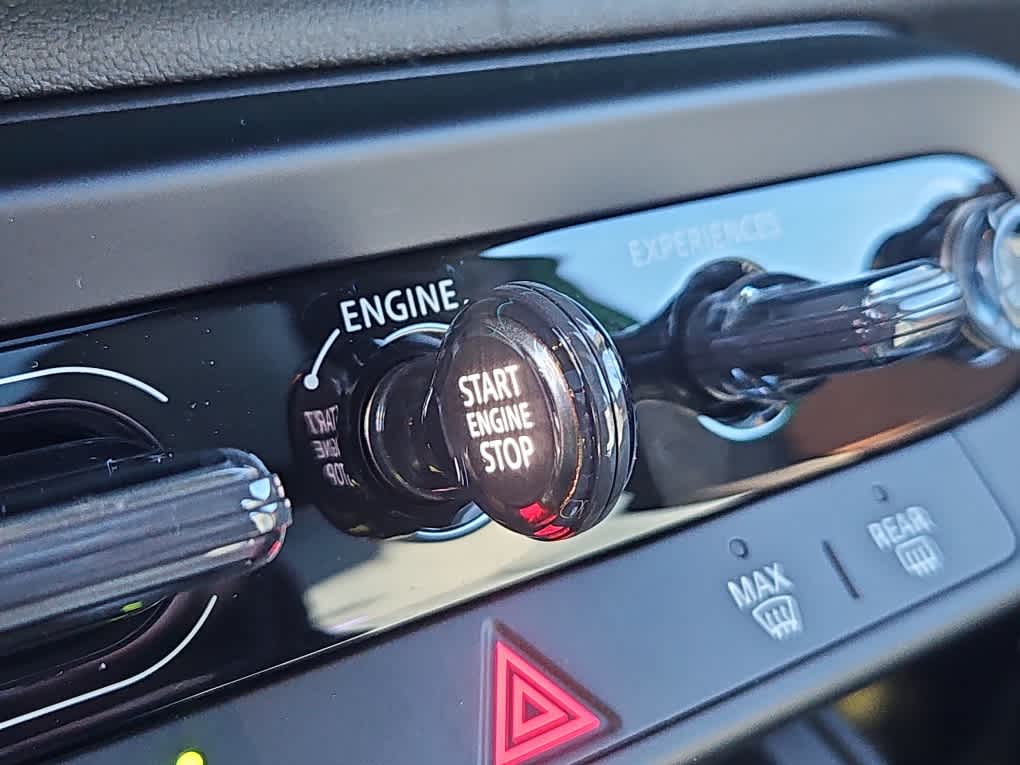 EXPERIENCES
ENGINE
START
ENGINE
STOP
MAX
REAR